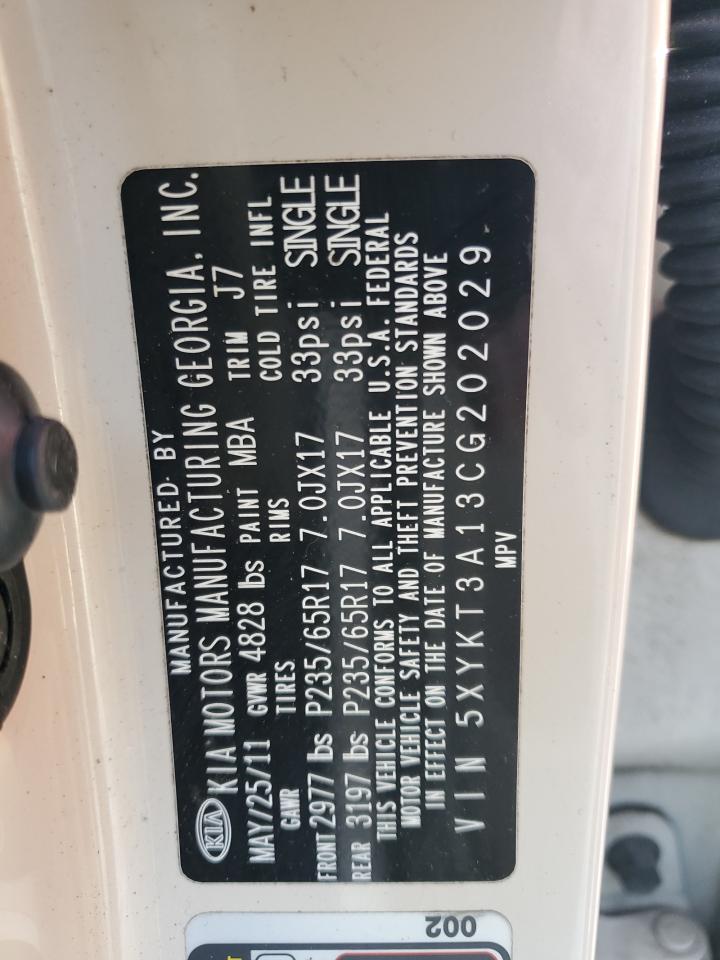 MANUFACTURED BY
KIA KIA MOTORS MANUFACTURING GEORGIA, INC.
MAY/25/11 GVWR 4828 lbs PAINT MBA TRIM J7
GAWR TIRES RIMS COLD TIRE INFL
FRONT 2977 lbs P235/65R17 7.0JX17 33psi SINGLE
REAR 3197 lbs P235/65R17 7.0JX17 33psi SINGLE
THIS VEHICLE CONFORMS TO ALL APPLICABLE U.S.A. FEDERAL
MOTOR VEHICLE SAFETY AND THEFT PREVENTION STANDARDS
IN EFFECT ON THE DATE OF MANUFACTURE SHOWN ABOVE
VIN 5XYKT3A13CG202029
MPV
002